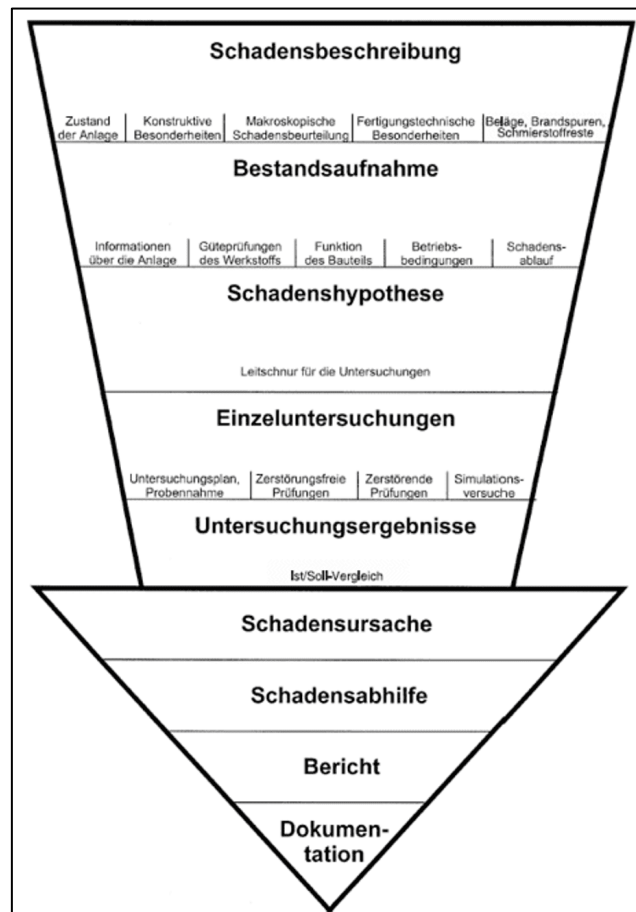 Schadensbeschreibung
Zustand der Anlage
Konstruktive Besonderheiten
Makroskopische Schadensbeurteilung
Fertigungstechnische Besonderheiten
Beläge, Brandspuren, Schmierstoffreste
Bestandsaufnahme
Informationen über die Anlage
Güteprüfungen des Werkstoffs
Funktion des Bauteils
Betriebs-
bedingungen
Schadens-
ablauf
Schadenshypothese
Leitschnur für die Untersuchungen
Einzeluntersuchungen
Untersuchungsplan, Probennahme
Zerstörungsfreie Prüfungen
Zerstörende Prüfungen
Simulations-
versuche
Untersuchungsergebnisse
Ist/Soll-Vergleich
Schadensursache
Schadensabhilfe
Bericht
Dokumen-
tation